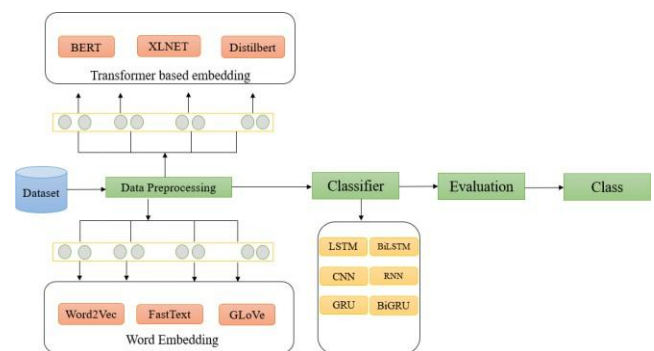 BERT XLNET Distilbert
Transformer based embedding
Dataset Data Preprocessing Classifier Evaluation Class
LSTM BiLSTM
CNN RNN
GRU BiGRU
Word2Vec FastText GLoVe
Word Embedding